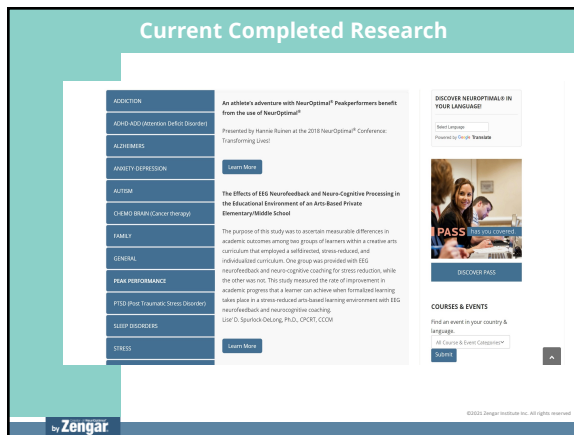 Current Completed Research
ADDICTION
ADHD-ADD (Attention Deficit Disorder)
ALZHEIMERS
ANXIETY-DEPRESSION
AUTISM
CHEMO BRAIN (Cancer therapy)
FAMILY
GENERAL
PEAK PERFORMANCE
PTSD (Post Traumatic Stress Disorder)
SLEEP DISORDERS
STRESS
An athlete's adventure with NeurOptimal® Peakperformers benefit
from the use of NeurOptimal®
Presented by Hannie Ruinen at the 2018 NeurOptimal® Conference:
Transforming Lives!
Learn More
The Effects of EEG Neurofeedback and Neuro-Cognitive Processing in
the Educational Environment of an Arts-Based Private
Elementary/Middle School
The purpose of this study was to ascertain measurable differences in
academic outcomes among two groups of learners within a creative arts
curriculum that employed a selfdirected, stress-reduced, and
individualized curriculum. One group was provided with EEG
neurofeedback and neuro-cognitive coaching for stress reduction, while
the other was not. This study measured the rate of improvement in
academic progress that a learner can achieve when formalized learning
takes place in a stress-reduced arts-based learning environment with EEG
neurofeedback and neurocognitive coaching.
Lise' D. Spurlock-DeLong, Ph.D., CPCRT, CCCM
Learn More
DISCOVER NEUROPTIMAL® IN
YOUR LANGUAGE!
Select Language
Powered by Google Translate
PASS has you covered.
DISCOVER PASS
COURSES & EVENTS
Find an event in your country &
language.
All Course & Event Categories
Submit
©2021 Zengar Institute Inc. All rights reserved
by Zengar